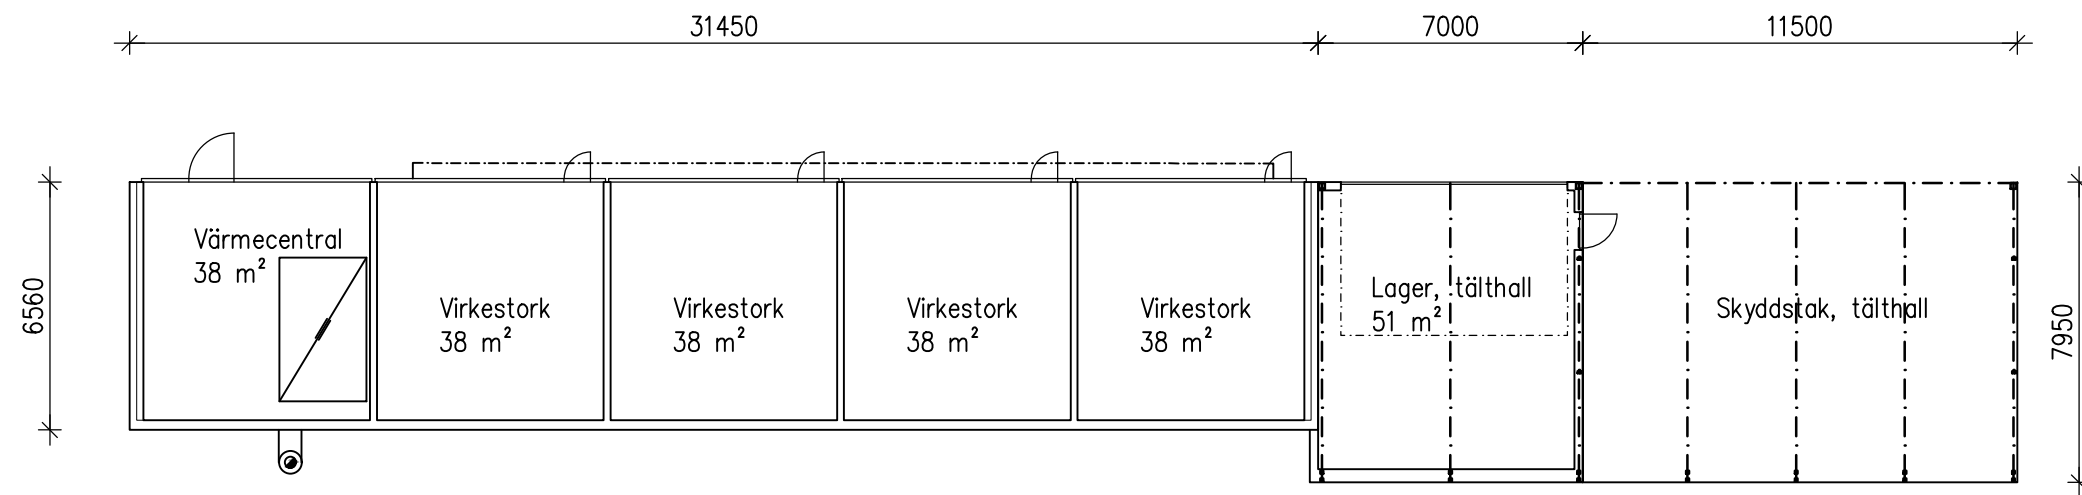 31450
7000
11500
Värmecentral
38 m²
6560
Virkestork
38 m²
Virkestork
38 m²
Virkestork
38 m²
Virkestork
38 m²
Lager, tälthall
51 m²
Skyddstak, tälthall
7950